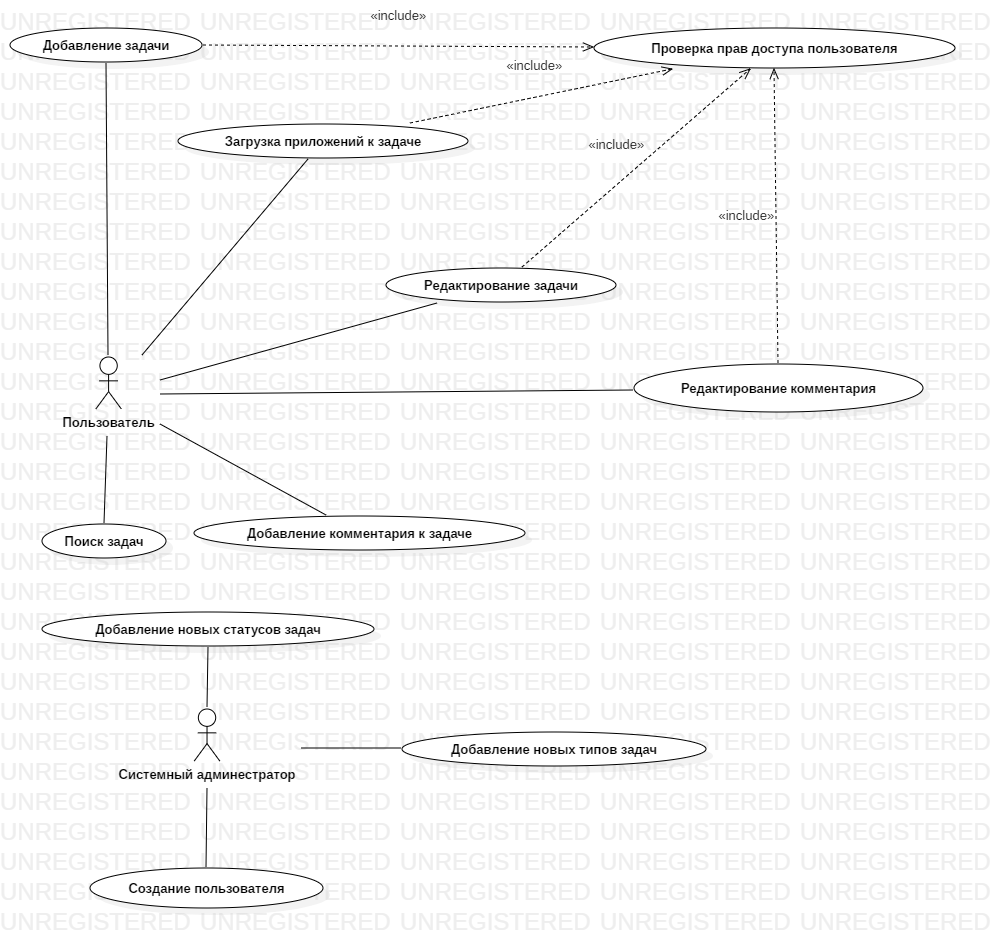 «include»
Добавление задачи
Проверка прав доступа пользователя
«include»
Загрузка приложений к задаче
«include»
«include»
Редактирование задачи
Редактирование комментария
Пользователь
Поиск задач
Добавление комментария к задаче
Добавление новых статусов задач
Добавление новых типов задач
Системный админестратор
Создание пользователя
UNREGISTERED